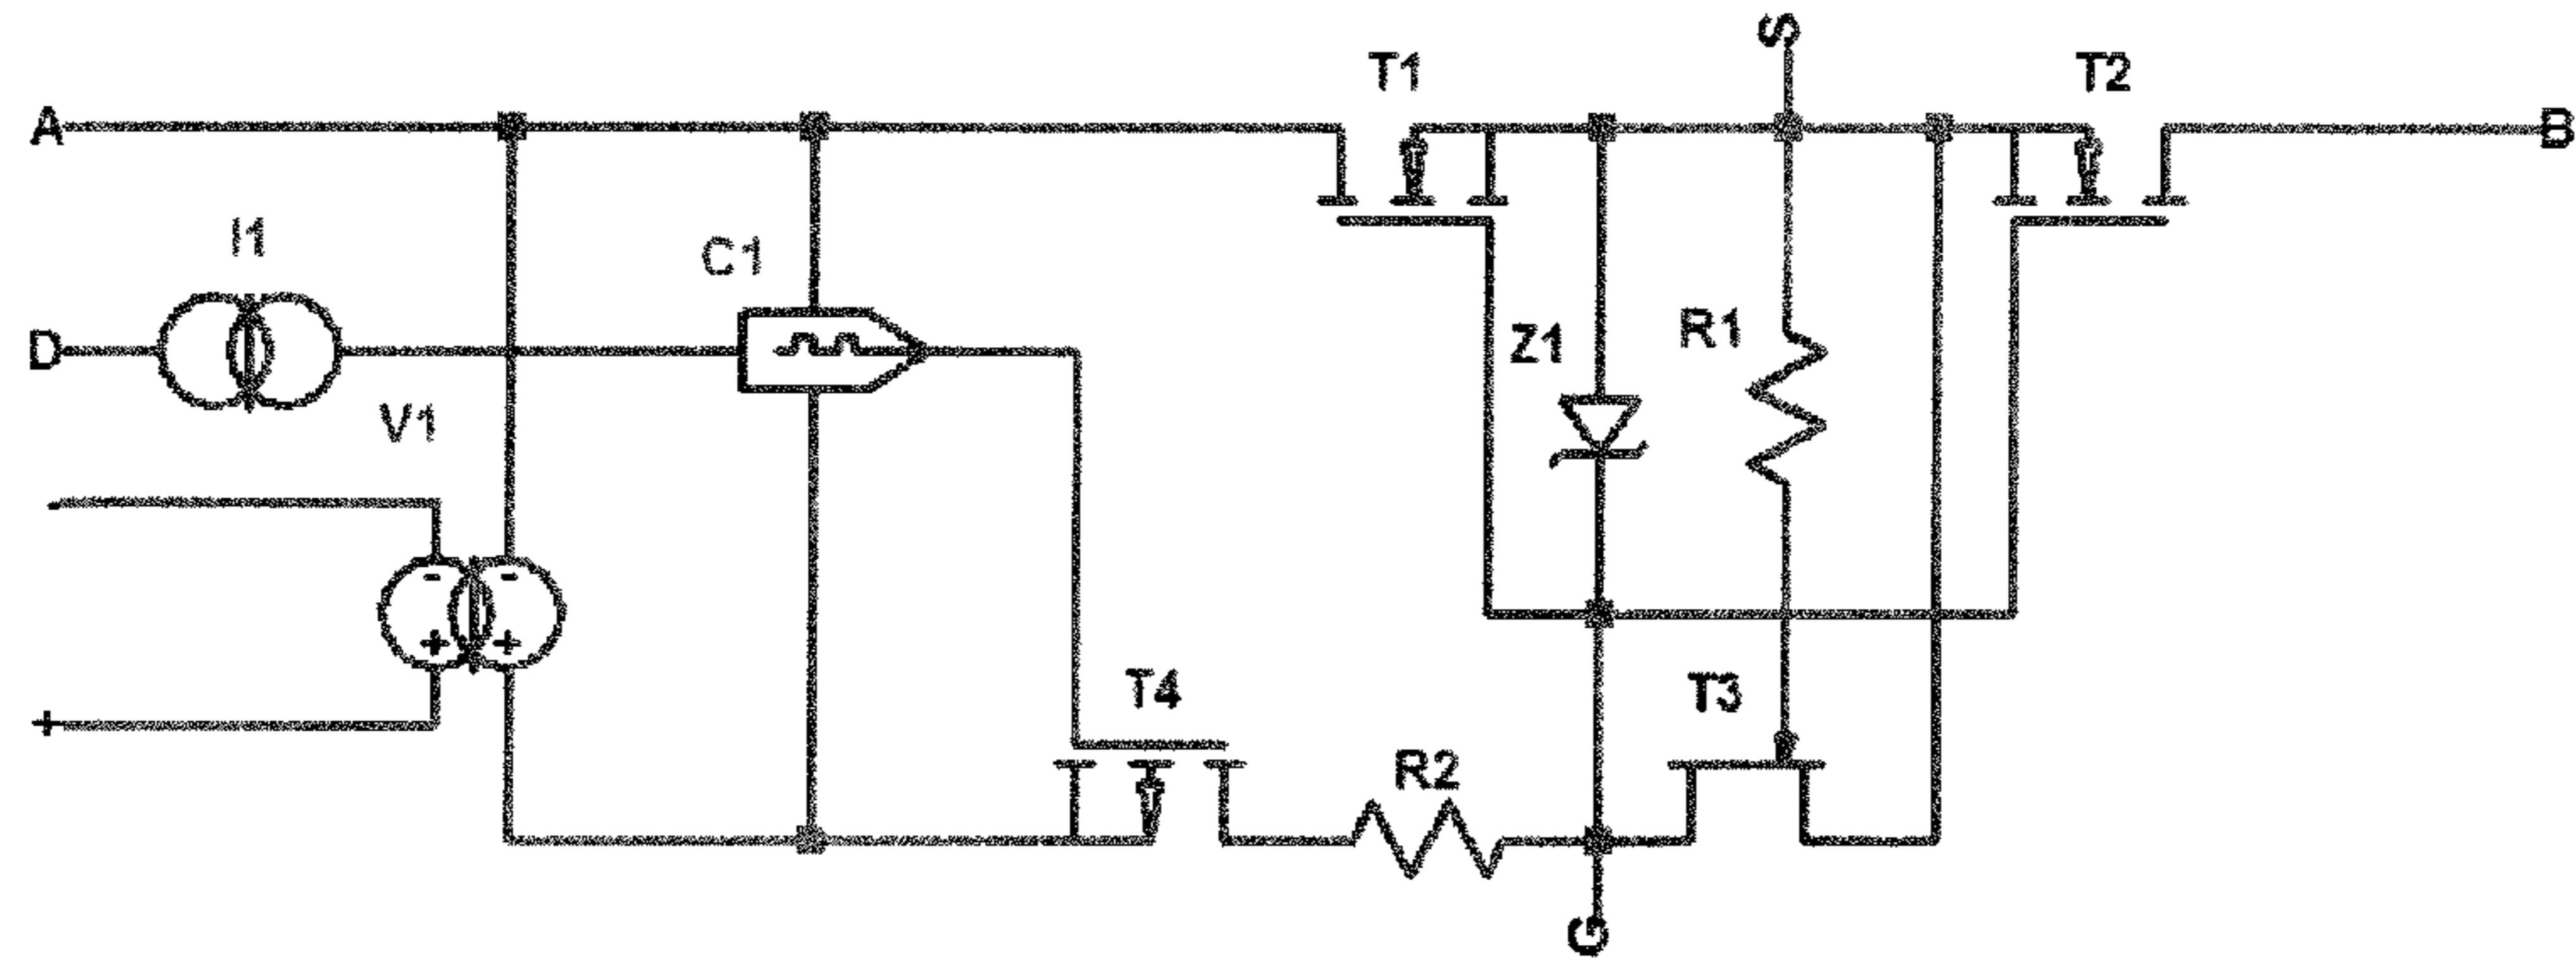 S
T1
T2
A
B
I1
C1
D
Z1
R1
V1
-
- -
+ +
T4
T3
+
R2
G